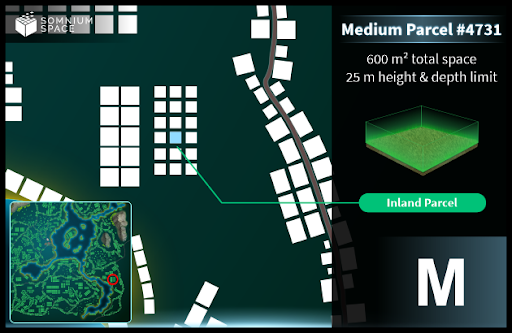 SOMNIUM
SPACE
Medium Parcel #4731
600 m² total space
25 m height & depth limit
Inland Parcel
M